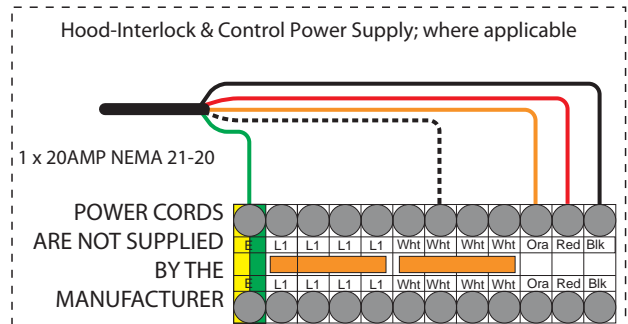 Hood-Interlock & Control Power Supply; where applicable
1 x 20AMP NEMA 21-20
POWER CORDS
ARE NOT SUPPLIED
BY THE
MANUFACTURER
E L1 L1 L1 L1 Wht Wht Wht Wht Ora Red Blk
E L1 L1 L1 L1 Wht Wht Wht Wht Ora Red Blk